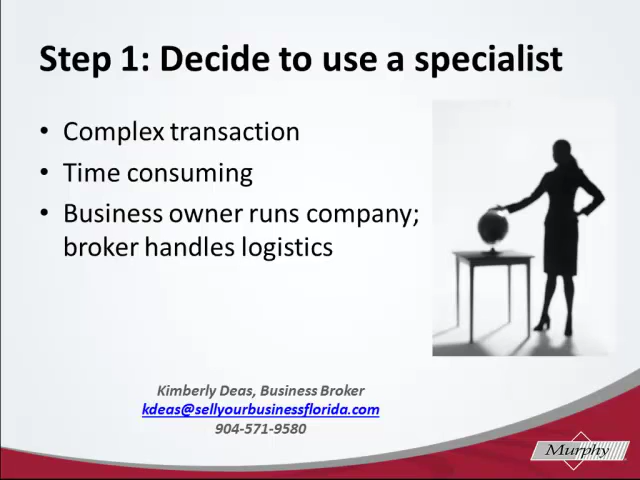 Step 1: Decide to use a specialist
• Complex transaction
• Time consuming
• Business owner runs company;
broker handles logistics
Kimberly Deas, Business Broker
kdeas@sellyourbusinessflorida.com
904-571-9580
Murphy